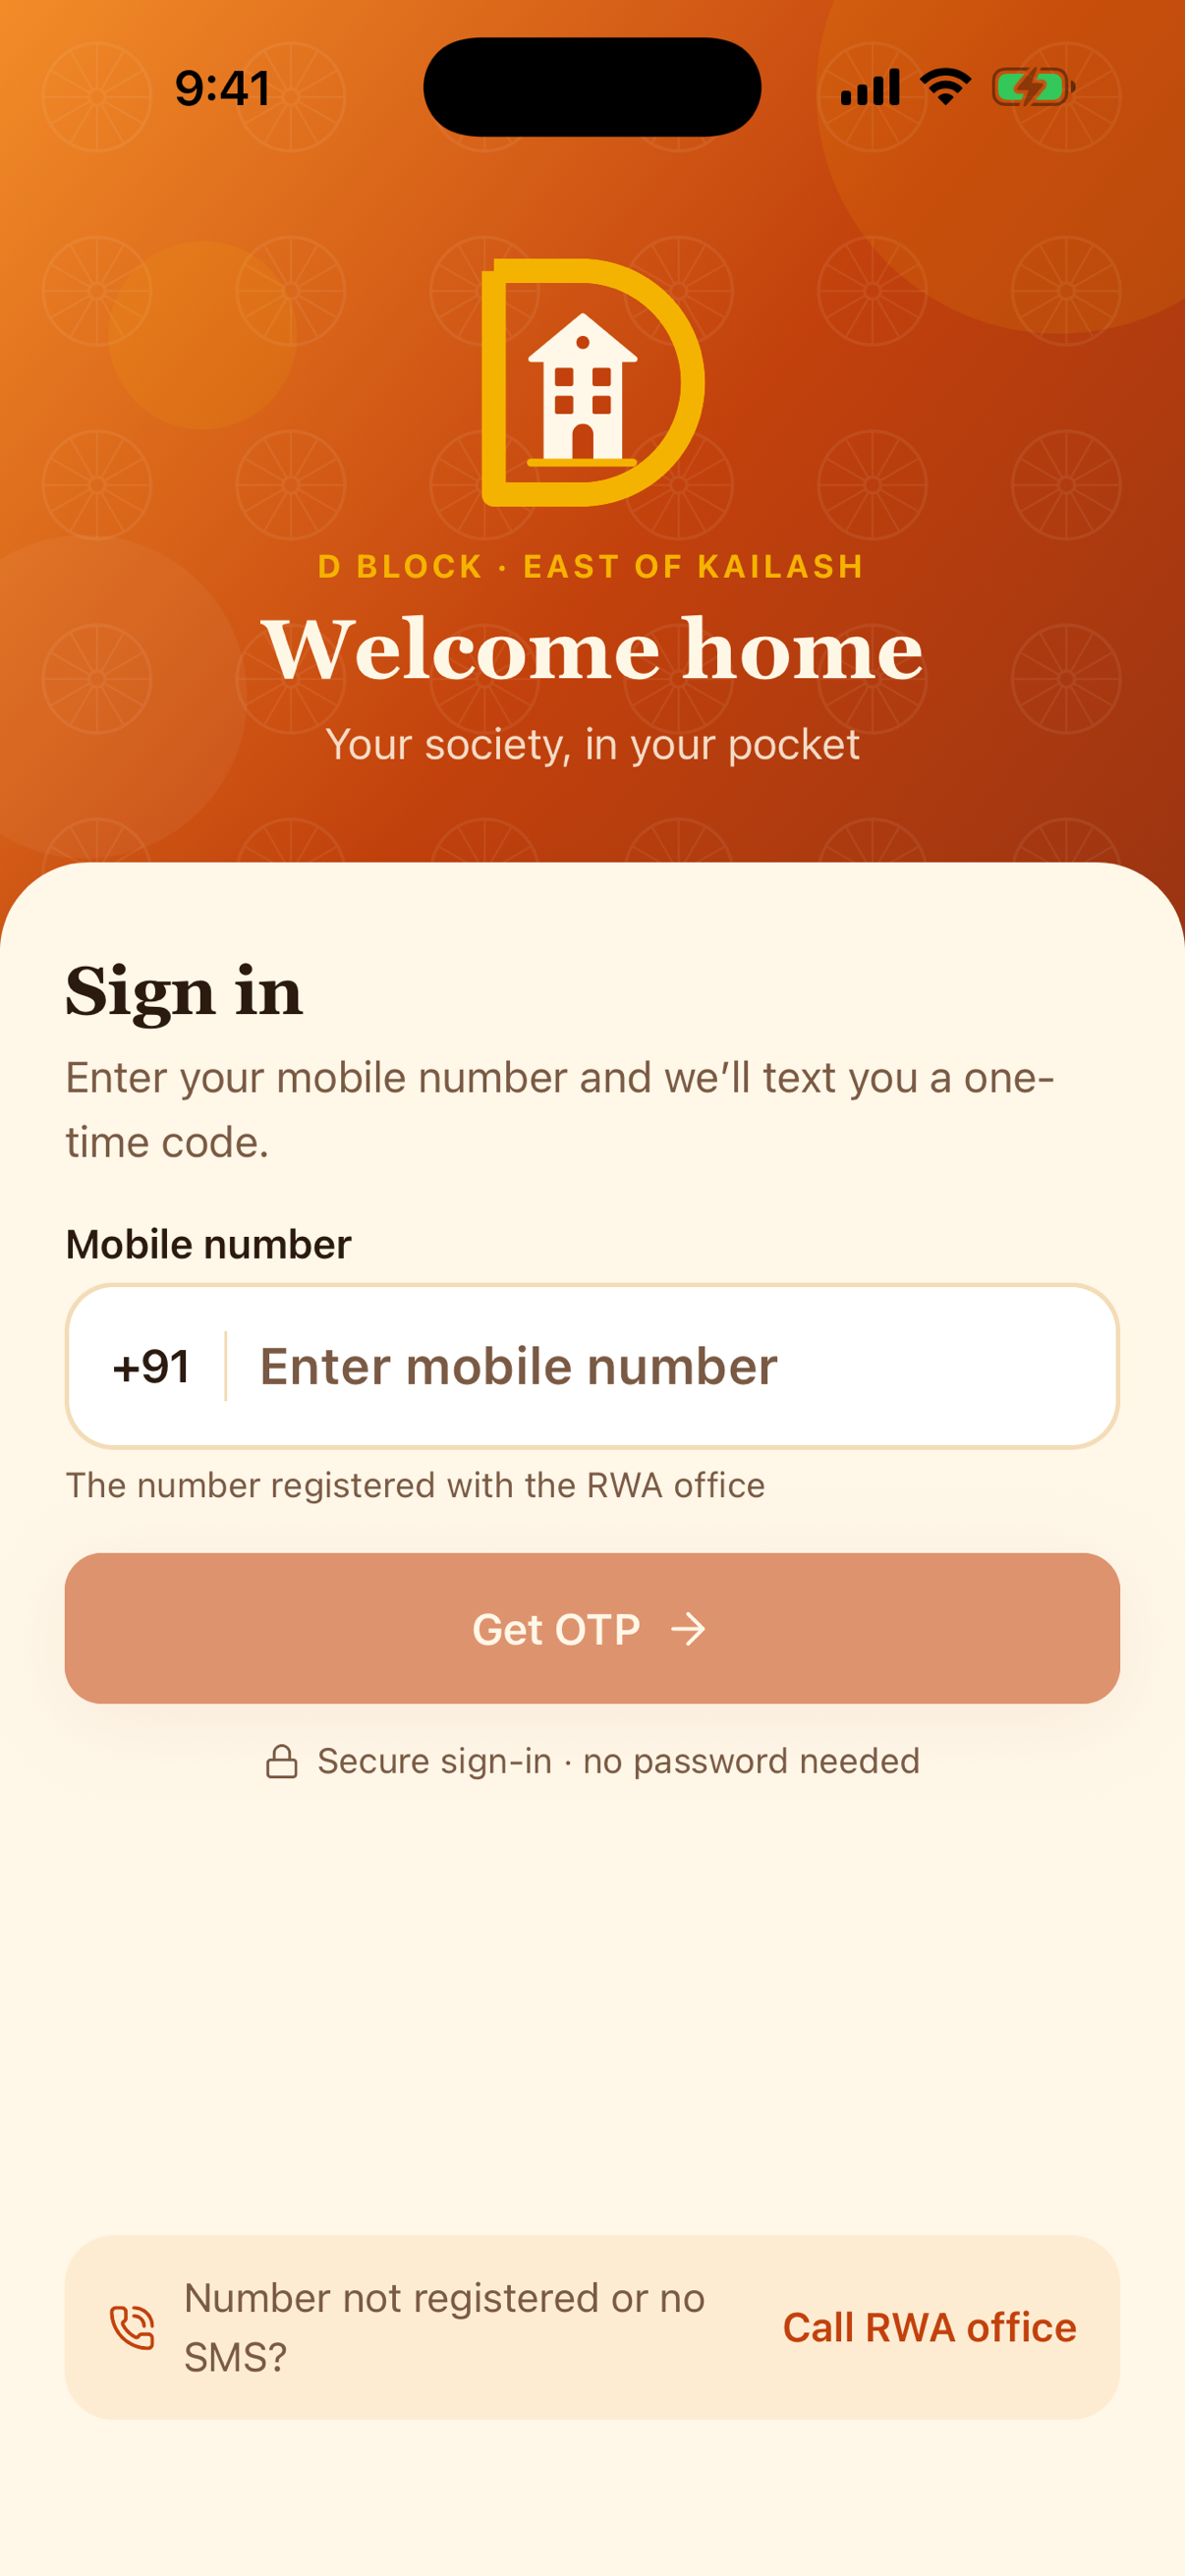 9:41
D BLOCK · EAST OF KAILASH
Welcome home
Your society, in your pocket
Sign in
Enter your mobile number and we’ll text you a one-
time code.
Mobile number
+91 Enter mobile number
The number registered with the RWA office
Get OTP →
Secure sign-in · no password needed
Number not registered or no
SMS?
Call RWA office